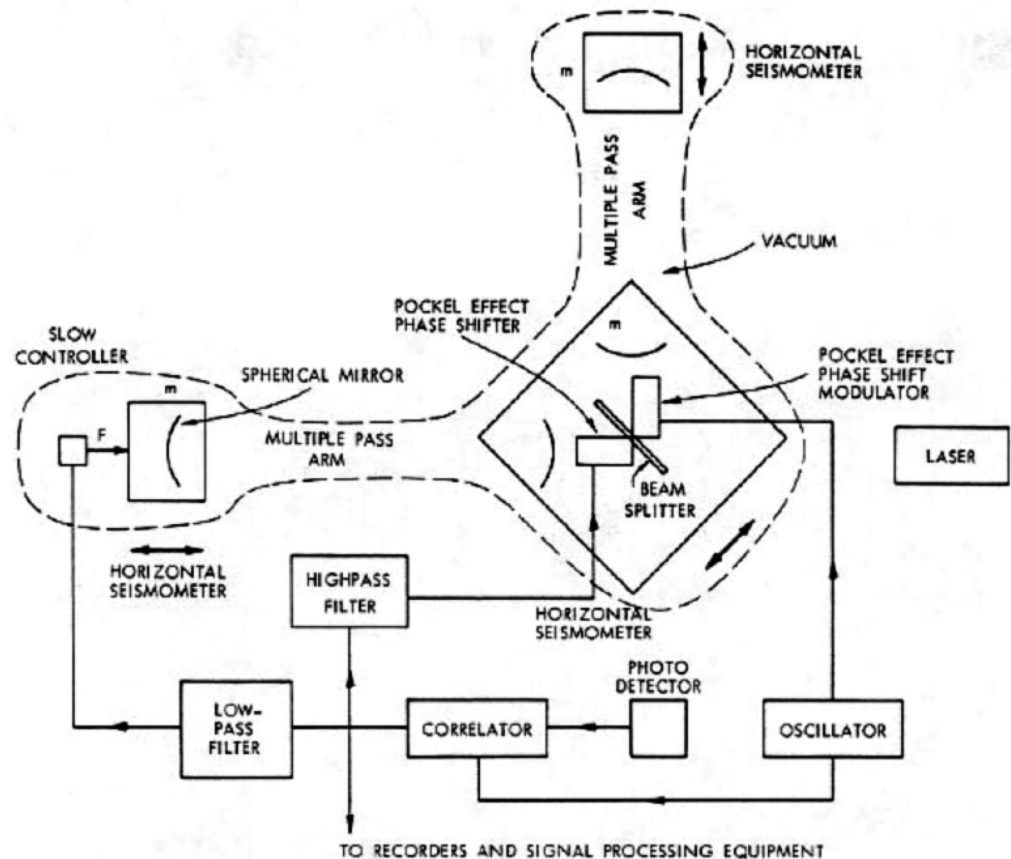 m
HORIZONTAL
SEISMOMETER
MULTIPLE PASS
ARM
VACUUM
POCKEL EFFECT
PHASE SHIFTER
m
SLOW
CONTROLLER
POCKEL EFFECT
PHASE SHIFT
MODULATOR
m
SPHERICAL MIRROR
F
MULTIPLE PASS
ARM
LASER
BEAM
SPLITTER
HORIZONTAL
SEISMOMETER
HIGHPASS
FILTER
HORIZONTAL
SEISMOMETER
PHOTO
DETECTOR
LOW-
PASS
FILTER
CORRELATOR
OSCILLATOR
TO RECORDERS AND SIGNAL PROCESSING EQUIPMENT